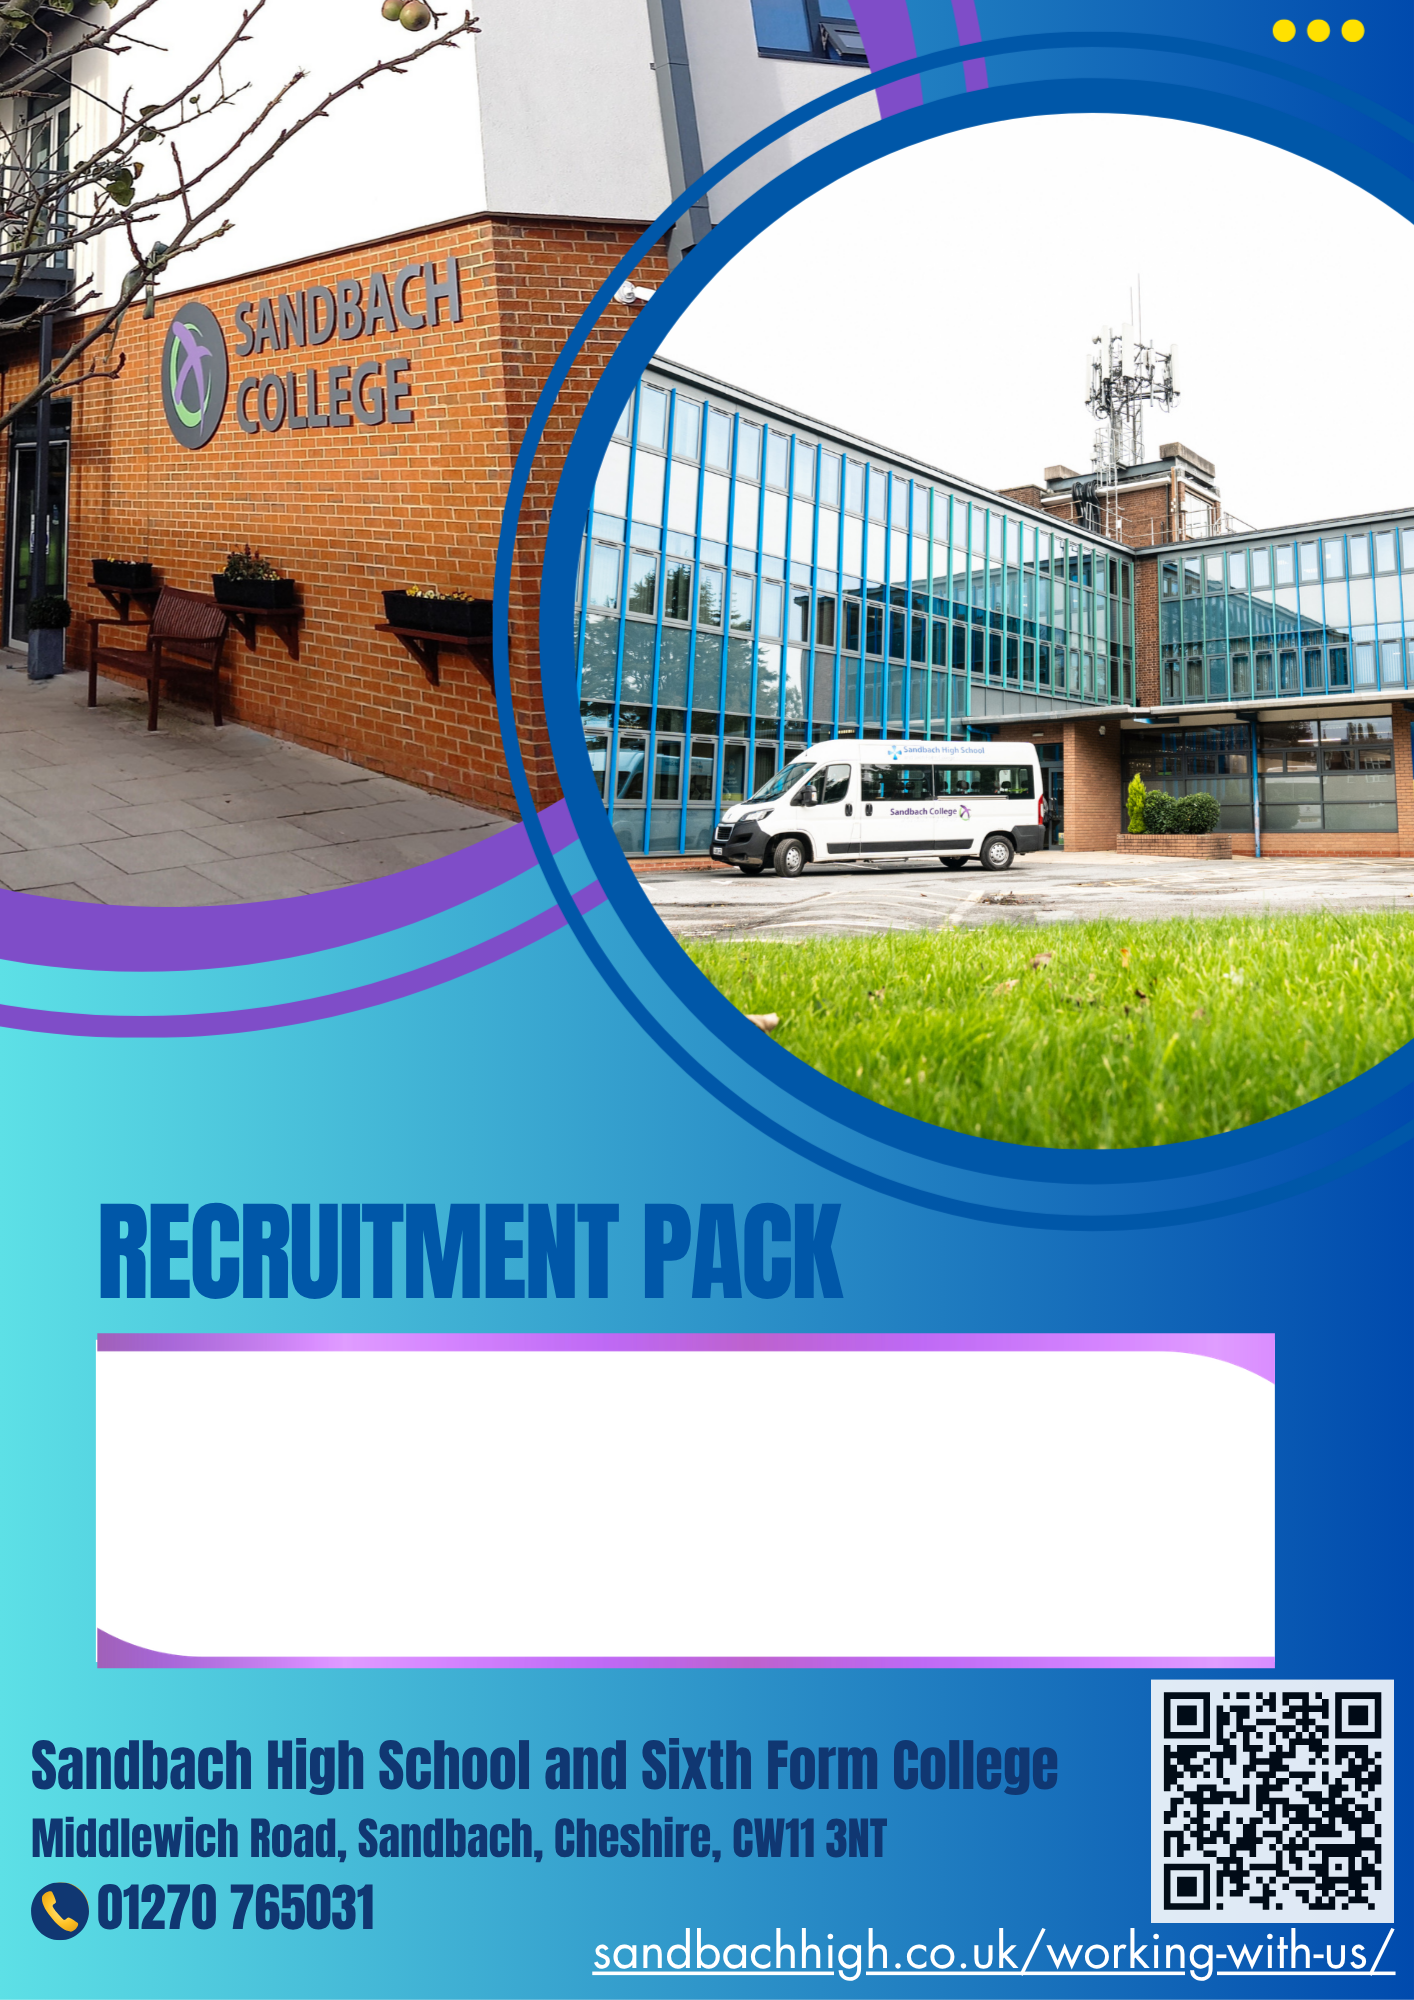 SANDBACH
COLLEGE
Sandbach High School
Sandbach College
RECRUITMENT PACK
Sandbach High School and Sixth Form College
Middlewich Road, Sandbach, Cheshire, CW11 3NT
01270 765031
sandbachhigh.co.uk/working-with-us/